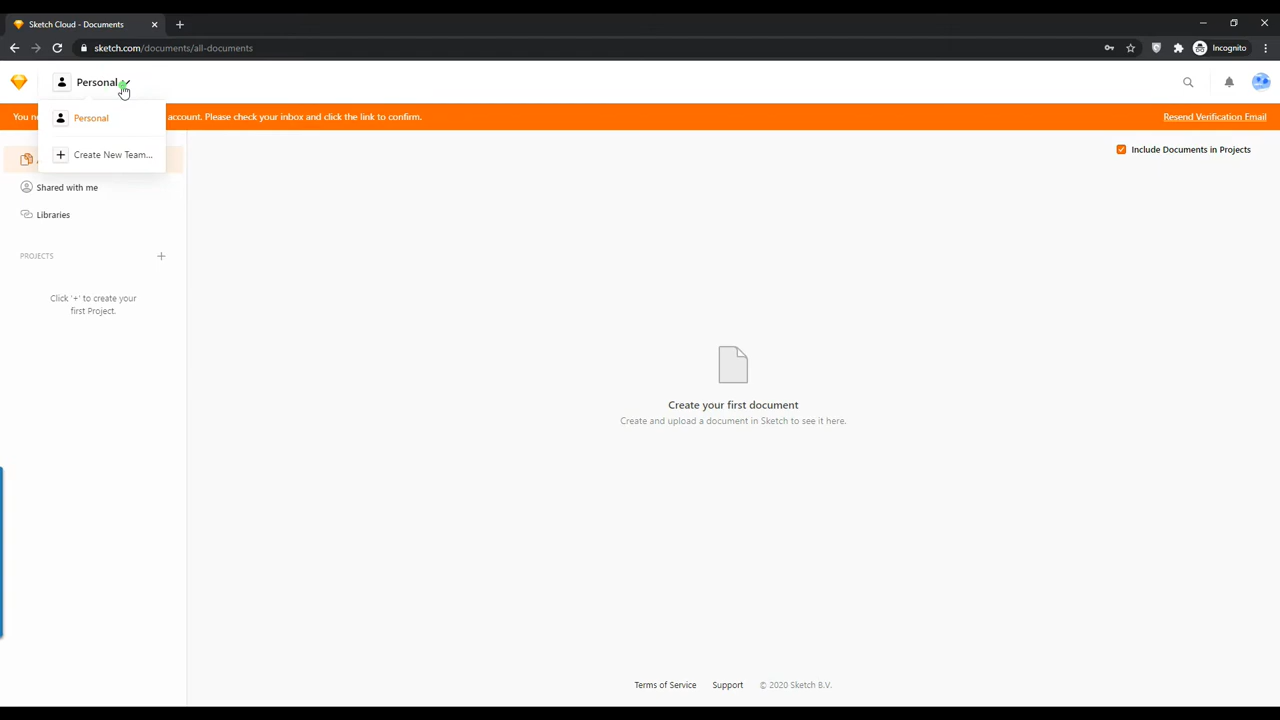 Sketch Cloud - Documents
sketch.com/documents/all-documents
Incognito
Personal
You n
account. Please check your inbox and click the link to confirm.
Resend Verification Email
Personal
Create New Team...
Include Documents in Projects
Shared with me
Libraries
PROJECTS
Click '+' to create your
first Project.
Create your first document
Create and upload a document in Sketch to see it here.
Terms of Service
Support
© 2020 Sketch B.V.